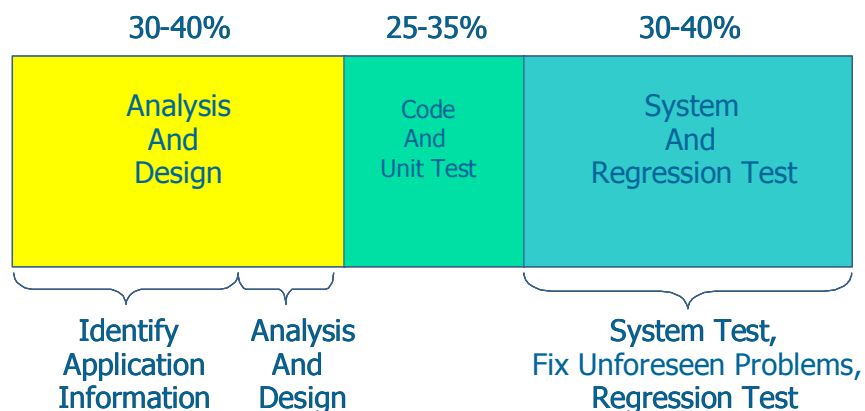 30-40% 25-35% 30-40%
Analysis
And
Design
Code
And
Unit Test
System
And
Regression Test
Identify
Application
Information
Analysis
And
Design
System Test,
Fix Unforeseen Problems,
Regression Test